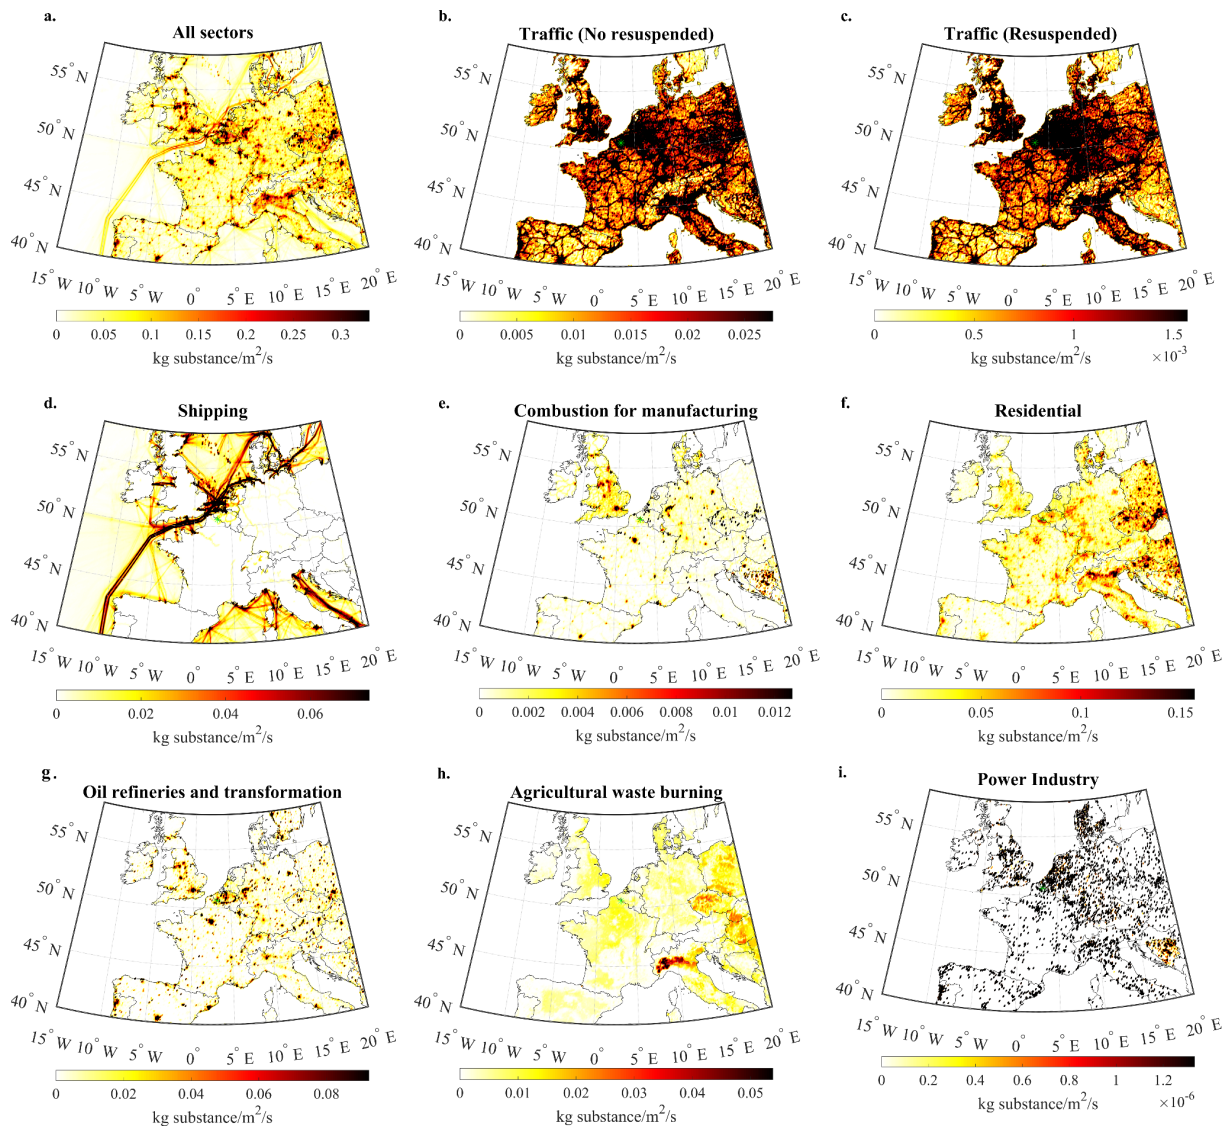 a.
All sectors
55° N
50° N
45° N
40° N
15° W
10° W
5° W
0°
5° E
10° E
15° E
20° E
0
0.05
0.1
0.15
0.2
0.25
0.3
kg substance/m²/s
b.
Traffic (No resuspended)
55° N
50° N
45° N
40° N
15° W
10° W
5° W
0°
5° E
10° E
15° E
20° E
0
0.005
0.01
0.015
0.02
0.025
kg substance/m²/s
c.
Traffic (Resuspended)
55° N
50° N
45° N
40° N
15° W
10° W
5° W
0°
5° E
10° E
15° E
20° E
0
0.5
1
1.5
×10⁻³
kg substance/m²/s
d.
Shipping
55° N
50° N
45° N
40° N
15° W
10° W
5° W
0°
5° E
10° E
15° E
20° E
0
0.02
0.04
0.06
kg substance/m²/s
e.
Combustion for manufacturing
55° N
50° N
45° N
40° N
15° W
10° W
5° W
0°
5° E
10° E
15° E
20° E
0
0.002
0.004
0.006
0.008
0.01
0.012
kg substance/m²/s
f.
Residential
55° N
50° N
45° N
40° N
15° W
10° W
5° W
0°
5° E
10° E
15° E
20° E
0
0.05
0.1
0.15
kg substance/m²/s
g.
Oil refineries and transformation
55° N
50° N
45° N
40° N
15° W
10° W
5° W
0°
5° E
10° E
15° E
20° E
0
0.02
0.04
0.06
0.08
kg substance/m²/s
h.
Agricultural waste burning
55° N
50° N
45° N
40° N
15° W
10° W
5° W
0°
5° E
10° E
15° E
20° E
0
0.01
0.02
0.03
0.04
0.05
kg substance/m²/s
i.
Power Industry
55° N
50° N
45° N
40° N
15° W
10° W
5° W
0°
5° E
10° E
15° E
20° E
0
0.2
0.4
0.6
0.8
1
1.2
×10⁻⁶
kg substance/m²/s